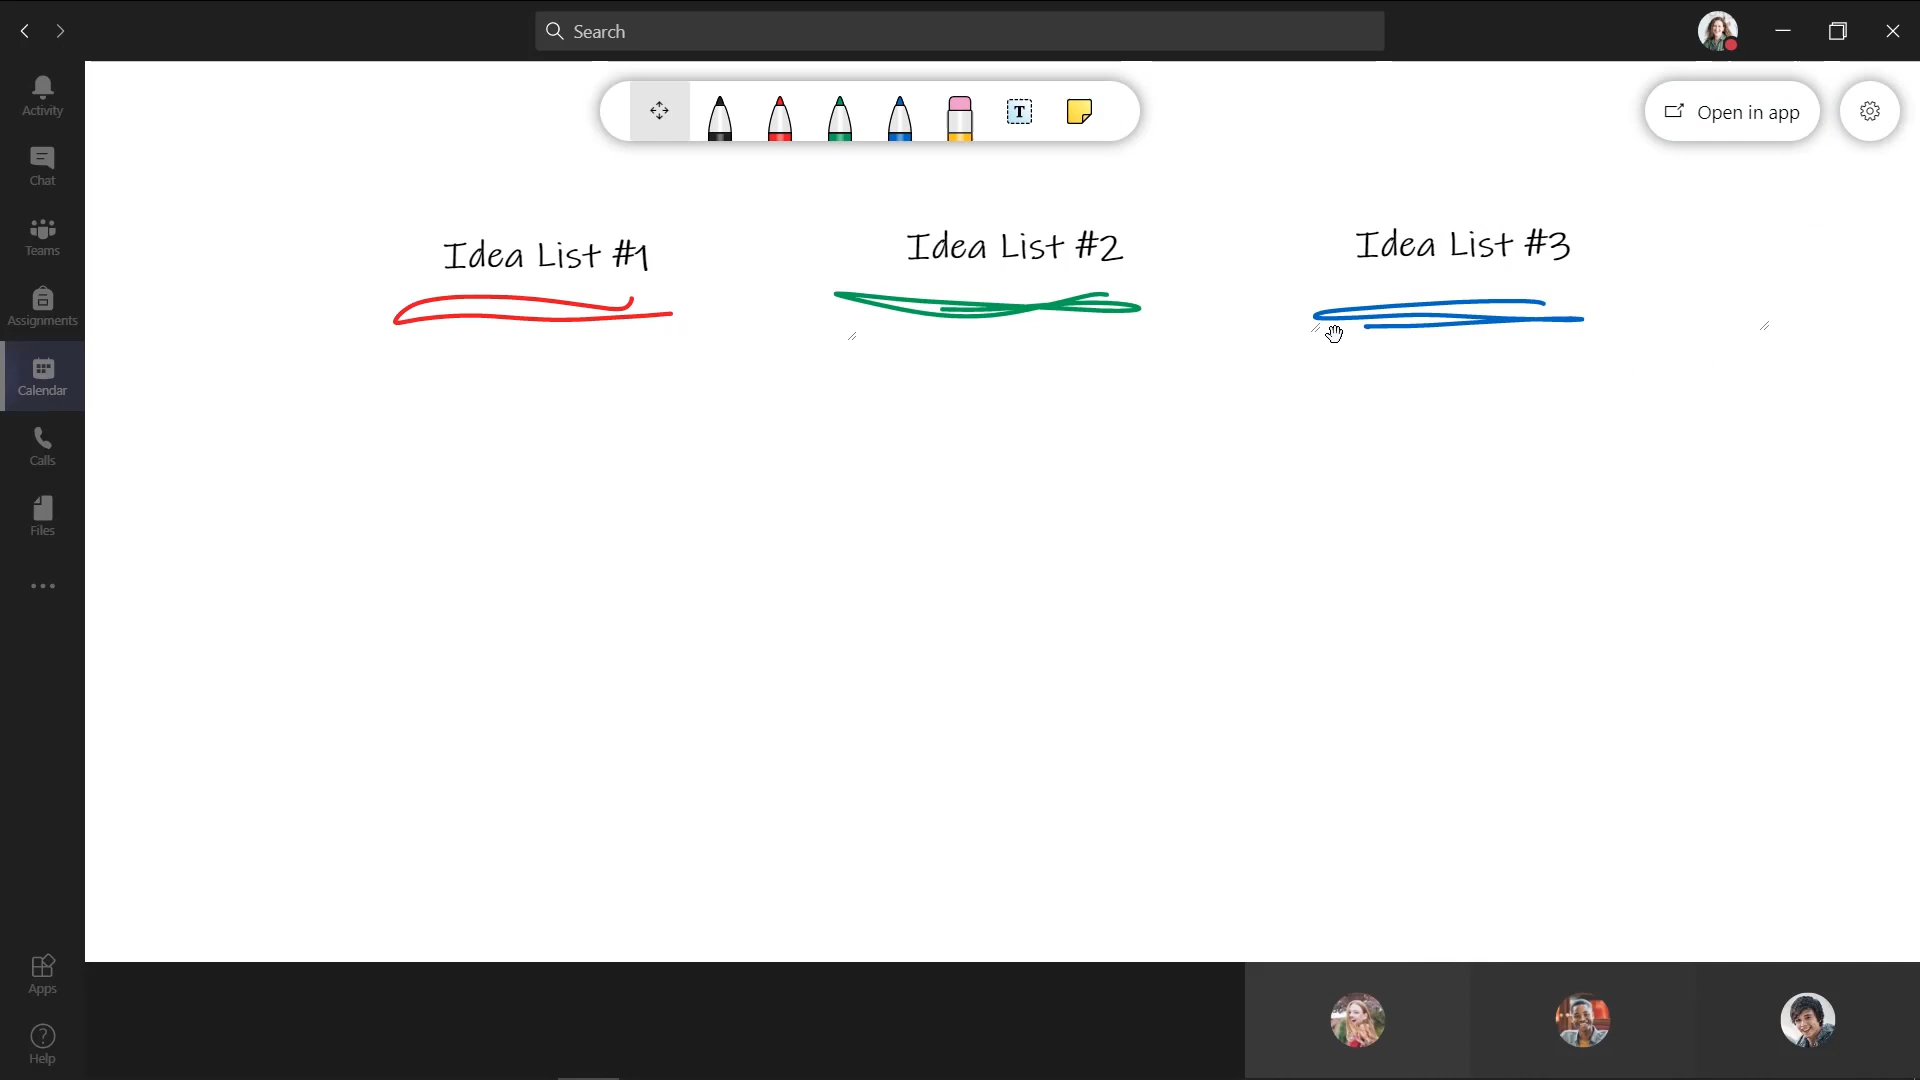 Search
Activity
Chat
Teams
Assignments
Calendar
Calls
Files
Apps
Help
T
Open in app
Idea List #1
Idea List #2
Idea List #3